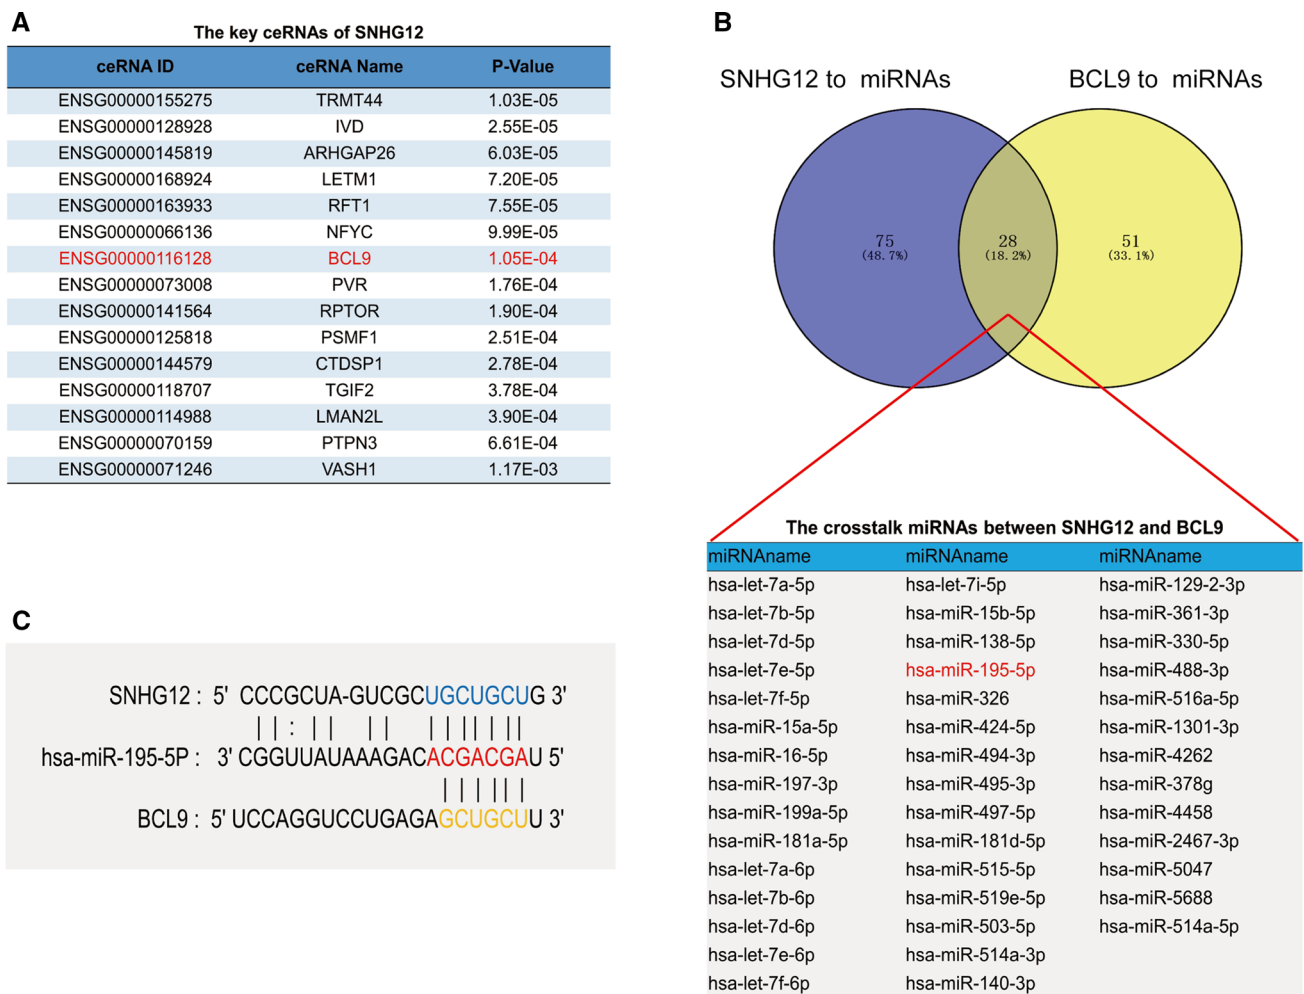 A
The key ceRNAs of SNHG12
ceRNA ID ceRNA Name P-Value
ENSG00000155275 TRMT44 1.03E-05
ENSG00000128928 IVD 2.55E-05
ENSG00000145819 ARHGAP26 6.03E-05
ENSG00000168924 LETM1 7.20E-05
ENSG00000163933 RFT1 7.55E-05
ENSG00000066136 NFYC 9.99E-05
ENSG00000116128 BCL9 1.05E-04
ENSG00000073008 PVR 1.76E-04
ENSG00000141564 RPTOR 1.90E-04
ENSG00000125818 PSMF1 2.51E-04
ENSG00000144579 CTDSP1 2.78E-04
ENSG00000118707 TGIF2 3.78E-04
ENSG00000114988 LMAN2L 3.90E-04
ENSG00000070159 PTPN3 6.61E-04
ENSG00000071246 VASH1 1.17E-03
B
SNHG12 to miRNAs BCL9 to miRNAs
75 28 51
(48.7%) (18.2%) (33.1%)
The crosstalk miRNAs between SNHG12 and BCL9
miRNAname miRNAname miRNAname
hsa-let-7a-5p hsa-let-7i-5p hsa-miR-129-2-3p
hsa-let-7b-5p hsa-miR-15b-5p hsa-miR-361-3p
hsa-let-7d-5p hsa-miR-138-5p hsa-miR-330-5p
hsa-let-7e-5p hsa-miR-195-5p hsa-miR-488-3p
hsa-let-7f-5p hsa-miR-326 hsa-miR-516a-5p
hsa-miR-15a-5p hsa-miR-424-5p hsa-miR-1301-3p
hsa-miR-16-5p hsa-miR-494-3p hsa-miR-4262
hsa-miR-197-3p hsa-miR-495-3p hsa-miR-378g
hsa-miR-199a-5p hsa-miR-497-5p hsa-miR-4458
hsa-miR-181a-5p hsa-miR-181d-5p hsa-miR-2467-3p
hsa-let-7a-6p hsa-miR-515-5p hsa-miR-5047
hsa-let-7b-6p hsa-miR-519e-5p hsa-miR-5688
hsa-let-7d-6p hsa-miR-503-5p hsa-miR-514a-5p
hsa-let-7e-6p hsa-miR-514a-3p
hsa-let-7f-6p hsa-miR-140-3p
C
SNHG12 : 5' CCCGCUA-GUCGCUGCUGCUG 3'
| | : | | | | | | | | | | |
hsa-miR-195-5P : 3' CGGUUAUAAAGACACGACGAU 5'
| | | | | |
BCL9 : 5' UCCAGGUCCUGAGAGCUGCUU 3'